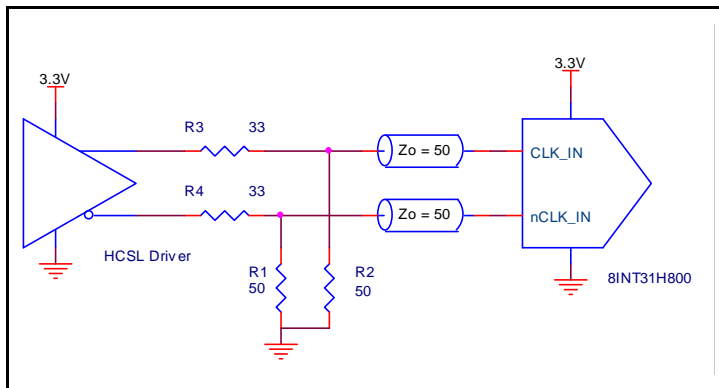 3.3V
3.3V
R3 33
Zo = 50
CLK_IN
R4 33
Zo = 50
nCLK_IN
HCSL Driver
R1
50
R2
50
8INT31H800